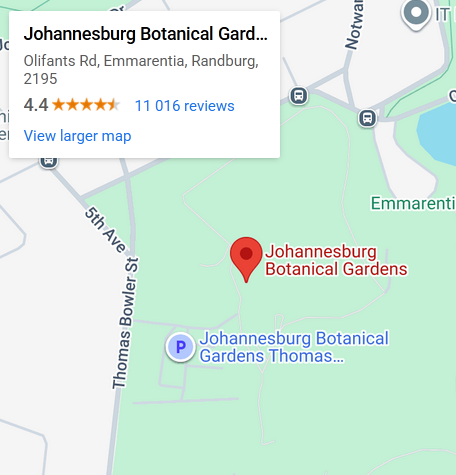 Johannesburg Botanical Gard...
Olifants Rd, Emmarentia, Randburg,
2195
4.4
11 016 reviews
View larger map
Notwar
IT
5th Ave
Thomas Bowler St
Emmarenti
Johannesburg
Botanical Gardens
P
Johannesburg Botanical
Gardens Thomas...